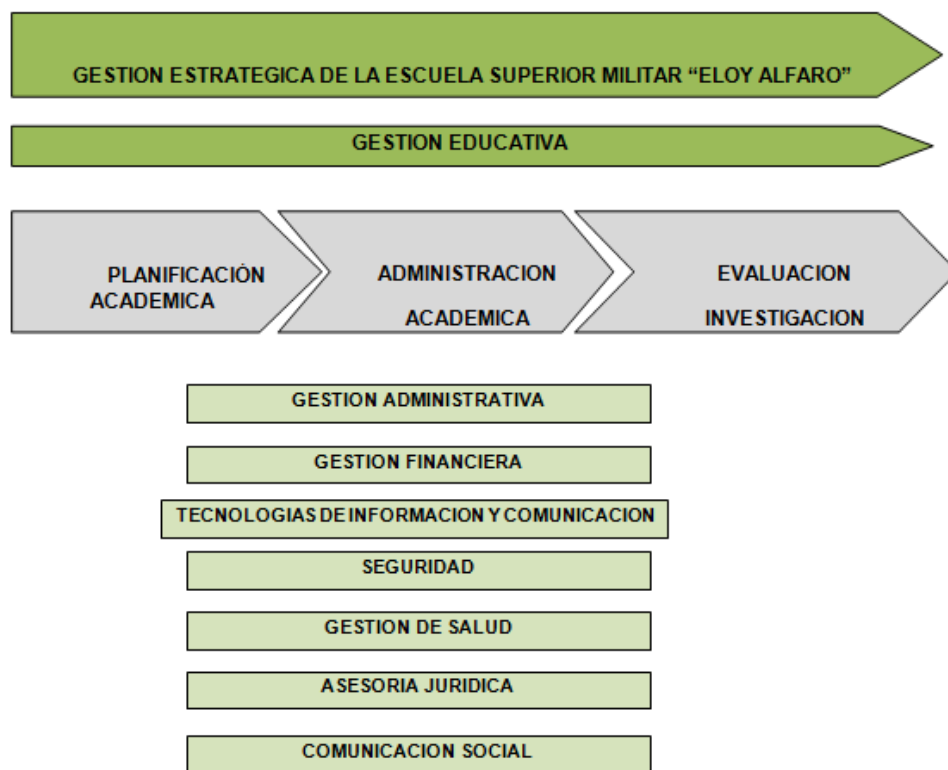 GESTION ESTRATEGICA DE LA ESCUELA SUPERIOR MILITAR “ELOY ALFARO”
GESTION EDUCATIVA
PLANIFICACIÓN
ACADEMICA
ADMINISTRACION
ACADEMICA
EVALUACION
INVESTIGACION
GESTION ADMINISTRATIVA
GESTION FINANCIERA
TECNOLOGIAS DE INFORMACION Y COMUNICACION
SEGURIDAD
GESTION DE SALUD
ASESORIA JURIDICA
COMUNICACION SOCIAL